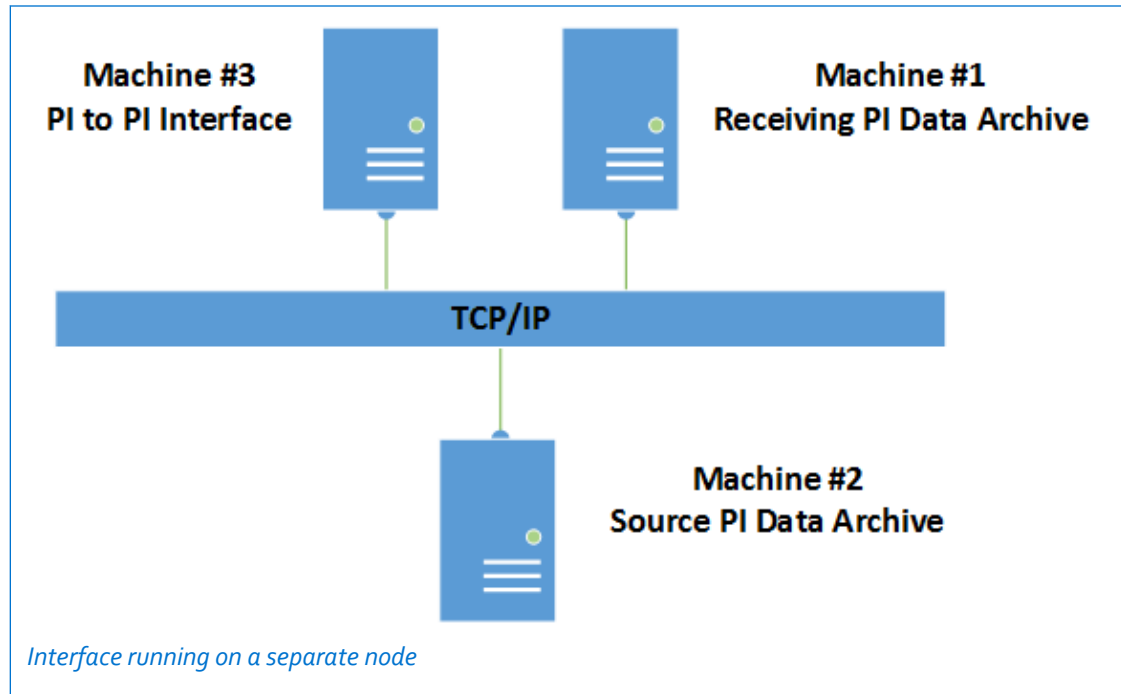 Machine #3
PI to PI Interface
Machine #1
Receiving PI Data Archive
TCP/IP
Machine #2
Source PI Data Archive
Interface running on a separate node